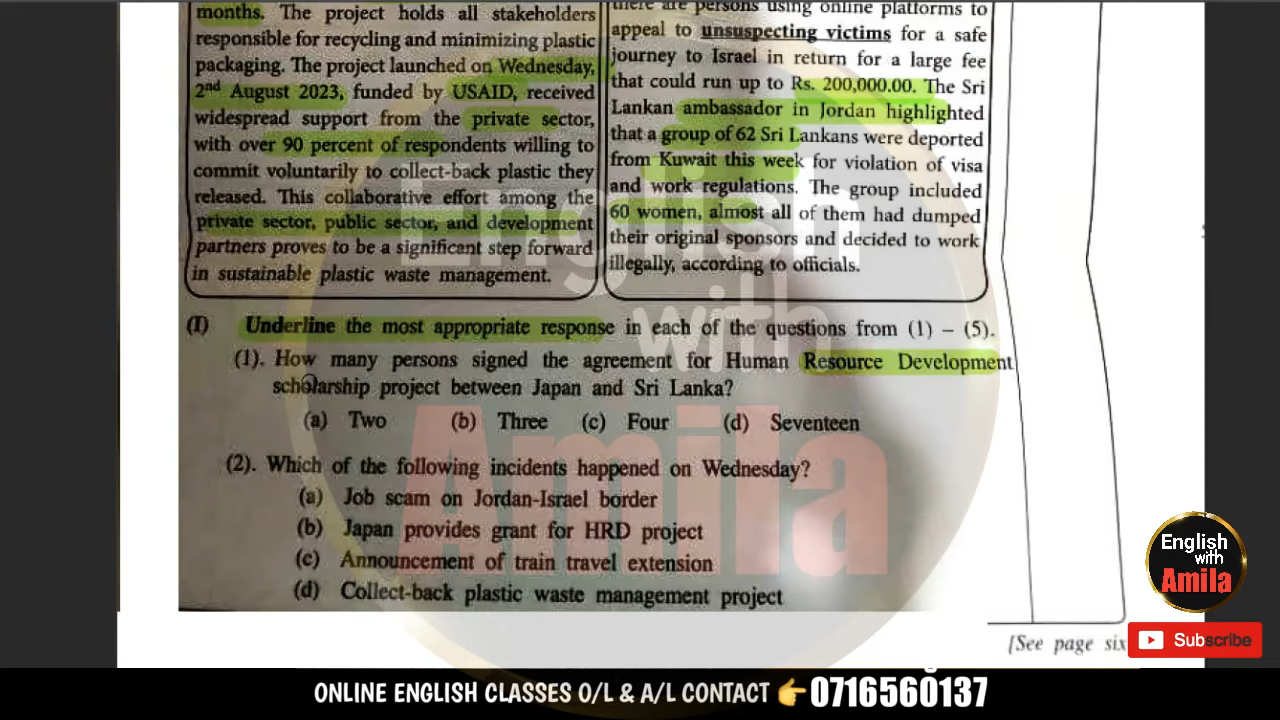 months. The project holds all stakeholders
responsible for recycling and minimizing plastic
packaging. The project launched on Wednesday,
2nd August 2023, funded by USAID, received
widespread support from the private sector,
with over 90 percent of respondents willing to
commit voluntarily to collect-back plastic they
released. This collaborative effort among the
private sector, public sector, and development
partners proves to be a significant step forward
in sustainable plastic waste management.
there are persons using online platforms to
appeal to unsuspecting victims for a safe
journey to Israel in return for a large fee
that could run up to Rs. 200,000.00. The Sri
Lankan ambassador in Jordan highlighted
that a group of 62 Sri Lankans were deported
from Kuwait this week for violation of visa
and work regulations. The group included
60 women, almost all of them had dumped
their original sponsors and decided to work
illegally, according to officials.
(I) Underline the most appropriate response in each of the questions from (1) – (5).
(1). How many persons signed the agreement for Human Resource Development
scholarship project between Japan and Sri Lanka?
(a) Two (b) Three (c) Four (d) Seventeen
(2). Which of the following incidents happened on Wednesday?
(a) Job scam on Jordan-Israel border
(b) Japan provides grant for HRD project
(c) Announcement of train travel extension
(d) Collect-back plastic waste management project
[See page six
English
with
Amila
English
with
Amila
Subscribe
ONLINE ENGLISH CLASSES O/L & A/L CONTACT 👉 0716560137